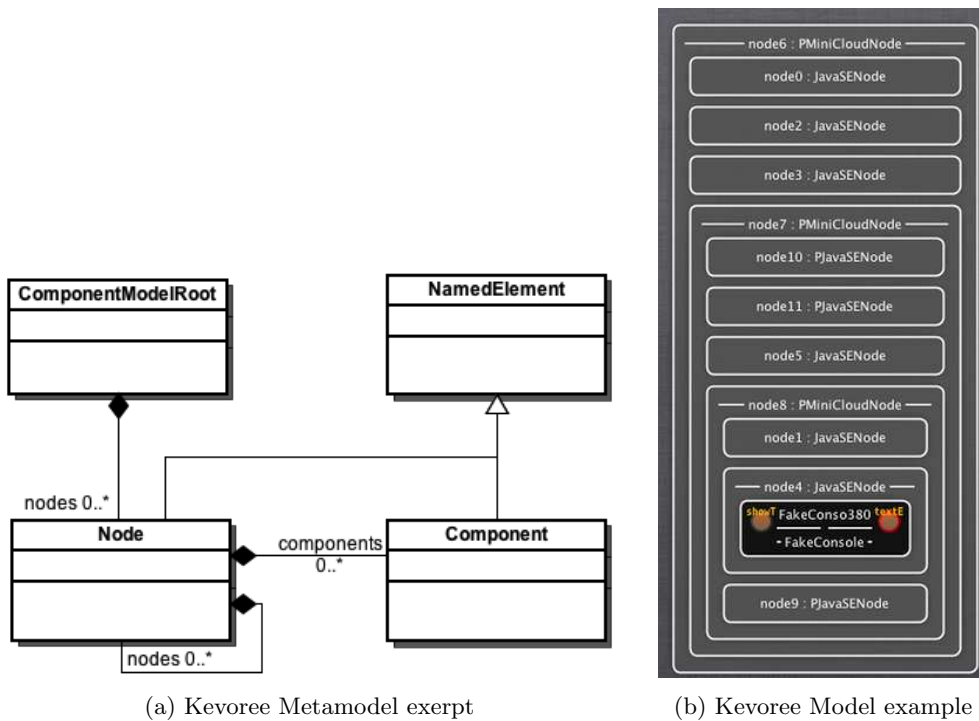 ComponentModelRoot
NamedElement
nodes 0..*
Node
components
0..*
Component
nodes 0..*
(a) Kevoree Metamodel exerpt
node6 : PMiniCloudNode
node0 : JavaSENode
node2 : JavaSENode
node3 : JavaSENode
node7 : PMiniCloudNode
node10 : PJavaSENode
node11 : PJavaSENode
node5 : JavaSENode
node8 : PMiniCloudNode
node1 : JavaSENode
node4 : JavaSENode
showT FakeConso380 textE
- FakeConsole -
node9 : PJavaSENode
(b) Kevoree Model example